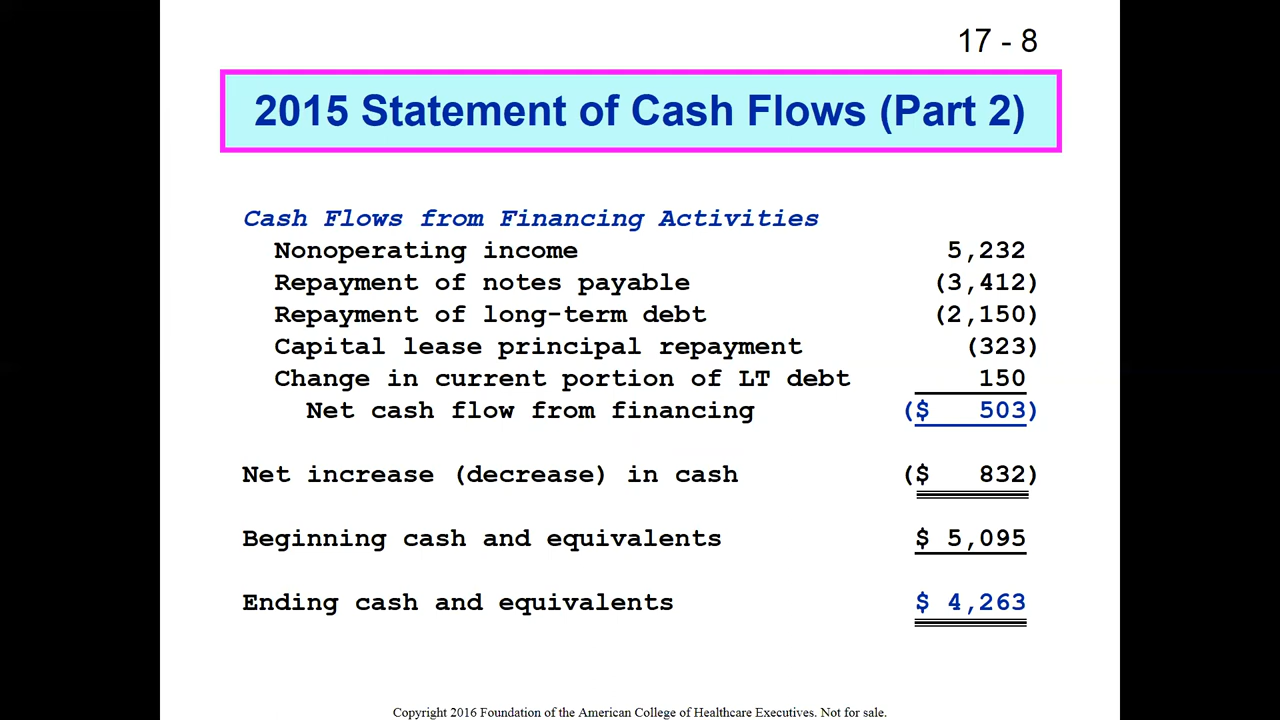 17 - 8
2015 Statement of Cash Flows (Part 2)
Cash Flows from Financing Activities
Nonoperating income 5,232
Repayment of notes payable (3,412)
Repayment of long-term debt (2,150)
Capital lease principal repayment (323)
Change in current portion of LT debt 150
Net cash flow from financing ($ 503)
Net increase (decrease) in cash ($ 832)
Beginning cash and equivalents $ 5,095
Ending cash and equivalents $ 4,263
Copyright 2016 Foundation of the American College of Healthcare Executives. Not for sale.